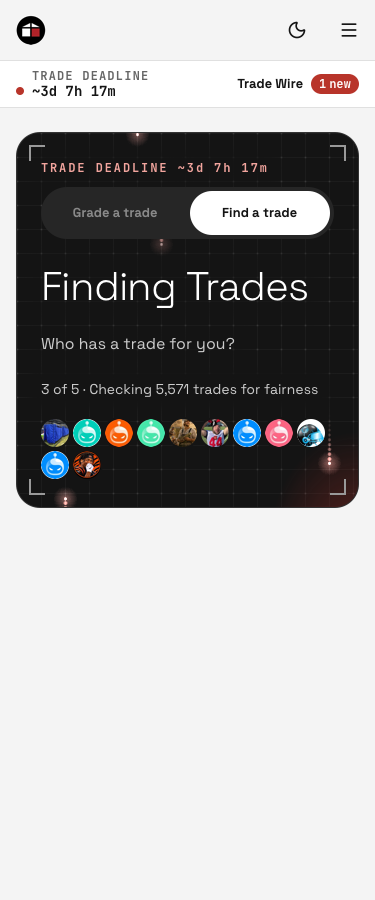 TRADE DEADLINE
~3d 7h 17m
Trade Wire
1 new
TRADE DEADLINE ~3d 7h 17m
Grade a trade
Find a trade
Finding Trades
Who has a trade for you?
3 of 5 · Checking 5,571 trades for fairness